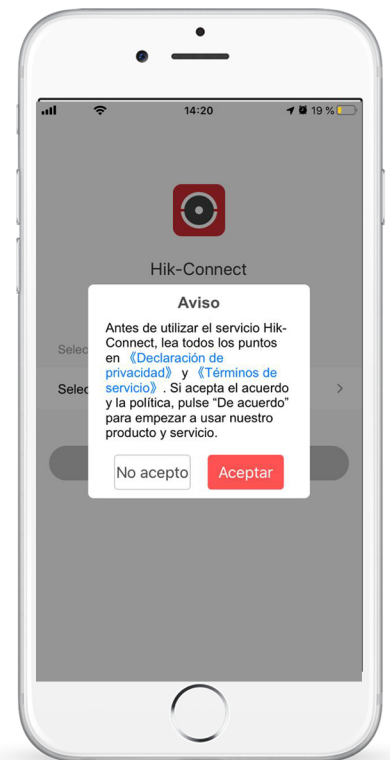 14:20
19 %
Hik-Connect
Aviso
Antes de utilizar el servicio Hik-
Connect, lea todos los puntos
en 《Declaración de
privacidad》 y 《Términos de
servicio》. Si acepta el acuerdo
y la política, pulse “De acuerdo”
para empezar a usar nuestro
producto y servicio.
Selec
Selec
No acepto
Aceptar